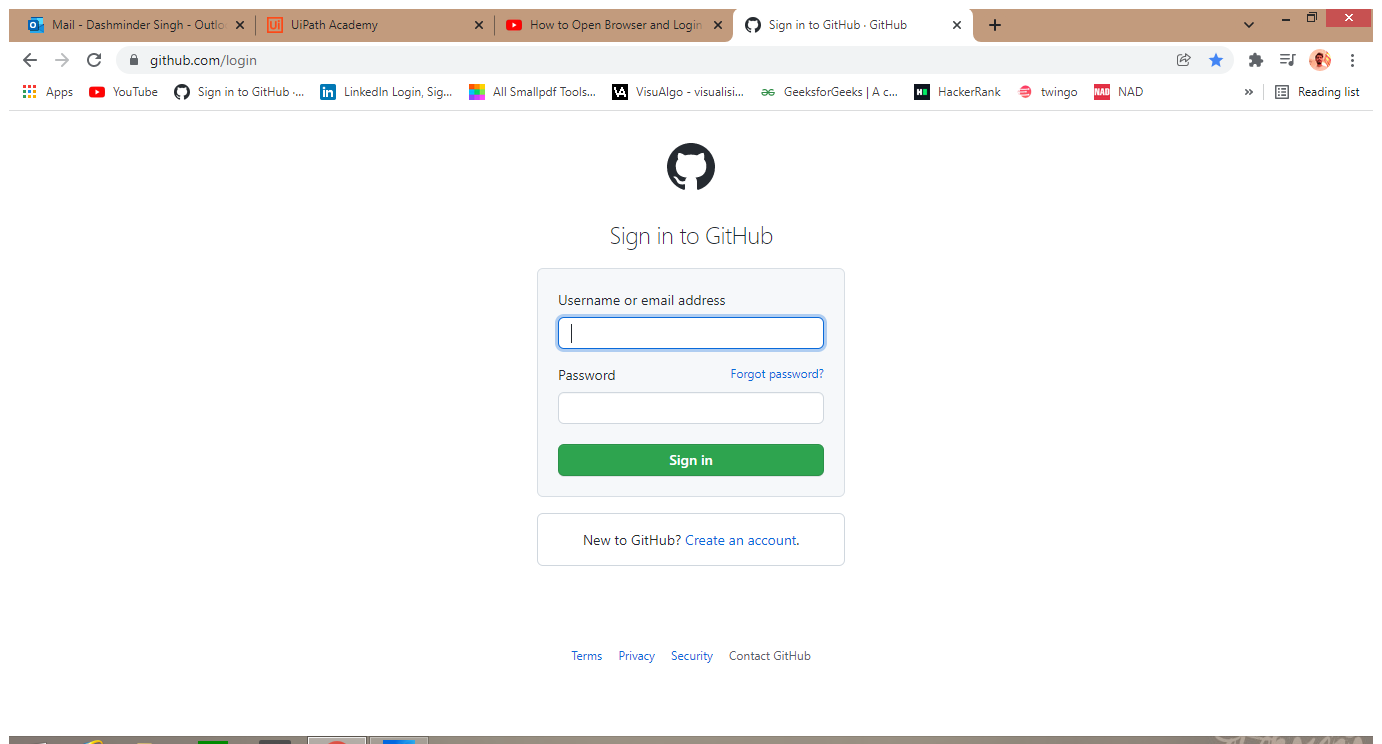 Mail - Dashminder Singh - Outlo
UiPath Academy
How to Open Browser and Login
Sign in to GitHub · GitHub
github.com/login
Apps
YouTube
Sign in to GitHub ·...
LinkedIn Login, Sig...
All Smallpdf Tools...
VisuAlgo - visualisi...
GeeksforGeeks | A c...
HackerRank
twingo
NAD
NAD
Reading list
Sign in to GitHub
Username or email address
Password
Forgot password?
Sign in
New to GitHub? Create an account.
Terms Privacy Security Contact GitHub